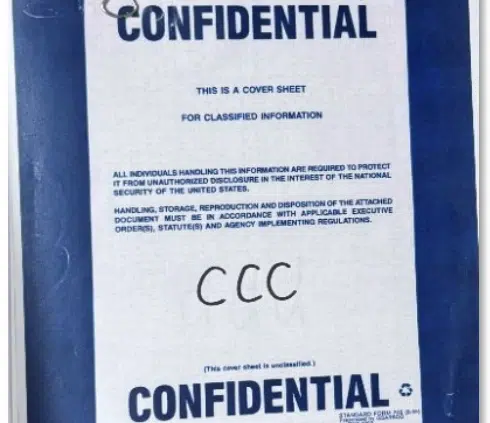 CONFIDENTIAL
THIS IS A COVER SHEET
FOR CLASSIFIED INFORMATION
ALL INDIVIDUALS HANDLING THIS INFORMATION ARE REQUIRED TO PROTECT
IT FROM UNAUTHORIZED DISCLOSURE IN THE INTEREST OF THE NATIONAL
SECURITY OF THE UNITED STATES.
HANDLING, STORAGE, REPRODUCTION AND DISPOSITION OF THE ATTACHED
DOCUMENT MUST BE IN ACCORDANCE WITH APPLICABLE EXECUTIVE
ORDER(S), STATUTE(S) AND AGENCY IMPLEMENTING REGULATIONS.
CCC
(This cover sheet is unclassified.)
CONFIDENTIAL
STANDARD FORM